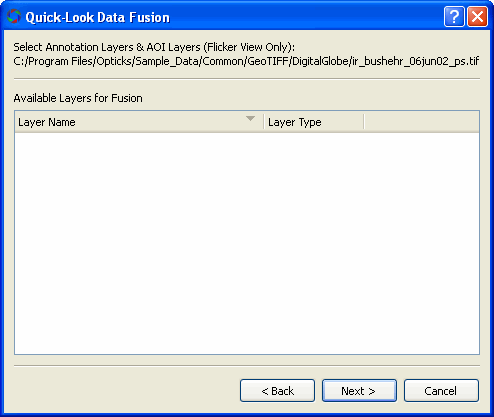 Quick-Look Data Fusion
Select Annotation Layers & AOI Layers (Flicker View Only):
C:/Program Files/Opticks/Sample_Data/Common/GeoTIFF/DigitalGlobe/ir_bushehr_06jun02_ps.tif
Available Layers for Fusion
Layer Name Layer Type
< Back Next > Cancel